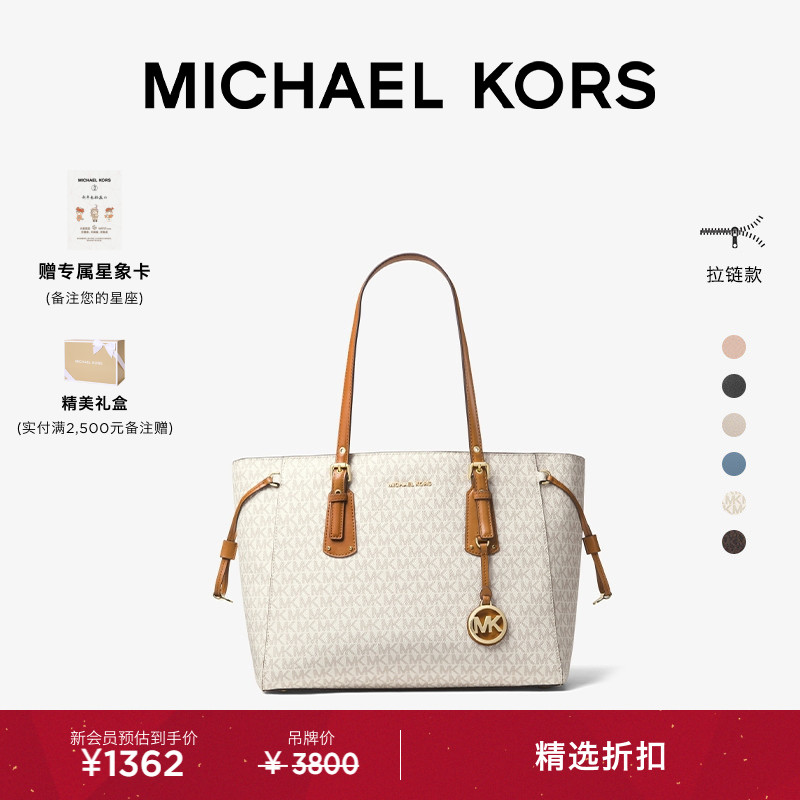 MICHAEL KORS
MICHAEL KORS
赠专属星象卡
(备注您的星座)
拉链款
MICHAEL KORS
精美礼盒
(实付满2,500元备注赠)
MICHAEL KORS
MK
新会员预估到手价
¥1362
吊牌价
¥ 3800
精选折扣